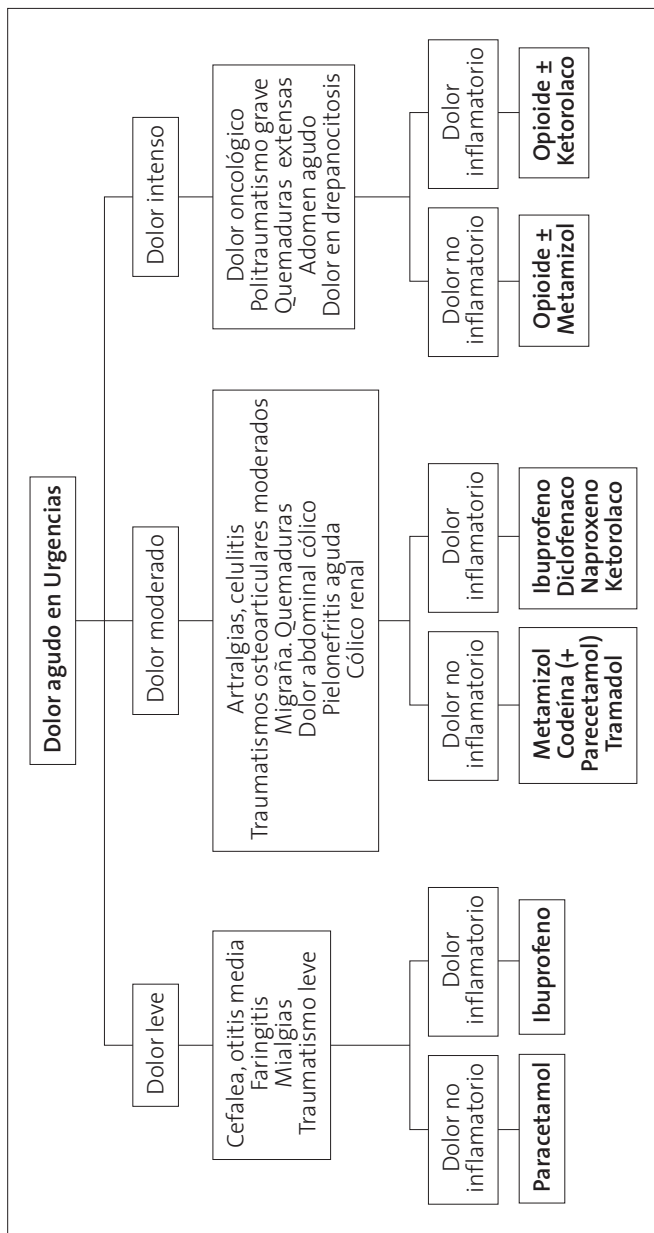 Dolor agudo en Urgencias
Dolor leve
Cefalea, otitis media
Faringitis
Mialgias
Traumatismo leve
Dolor no
inflamatorio
Paracetamol
Dolor
inflamatorio
Ibuprofeno
Dolor moderado
Artralgias, celulitis
Traumatismos osteoarticulares moderados
Migraña. Quemaduras
Dolor abdominal cólico
Pielonefritis aguda
Cólico renal
Dolor no
inflamatorio
Metamizol
Codeína (+
Parecetamol)
Tramadol
Dolor
inflamatorio
Ibuprofeno
Diclofenaco
Naproxeno
Ketorolaco
Dolor intenso
Dolor oncológico
Politraumatismo grave
Quemaduras extensas
Adomen agudo
Dolor en drepanocitosis
Dolor no
inflamatorio
Opioide ±
Metamizol
Dolor
inflamatorio
Opioide ±
Ketorolaco